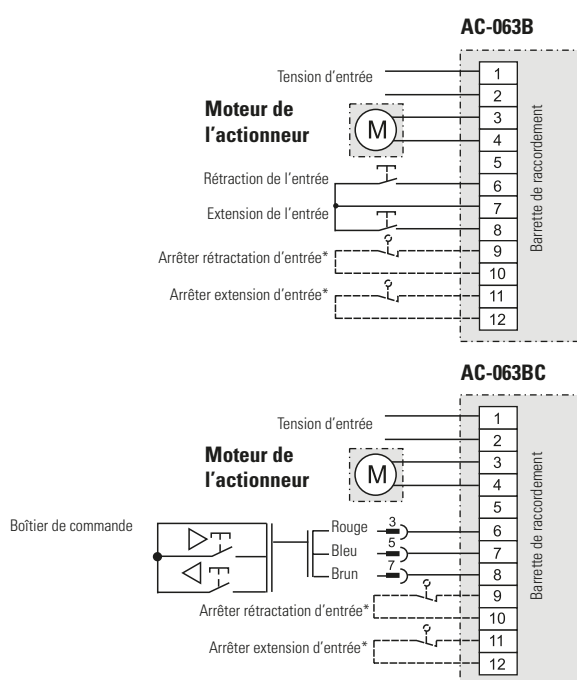 AC-063B
Tension d'entrée
1
2
Moteur de
l'actionneur
M
3
4
5
Rétraction de l'entrée
6
7
Extension de l'entrée
8
Arrêter rétractation d'entrée*
9
10
Arrêter extension d'entrée*
11
12
Barrette de raccordement
AC-063BC
Tension d'entrée
1
2
Moteur de
l'actionneur
M
3
4
5
Boîtier de commande
Rouge 3
6
Bleu 5
7
Brun 7
8
9
Arrêter rétractation d'entrée*
10
11
Arrêter extension d'entrée*
12
Barrette de raccordement